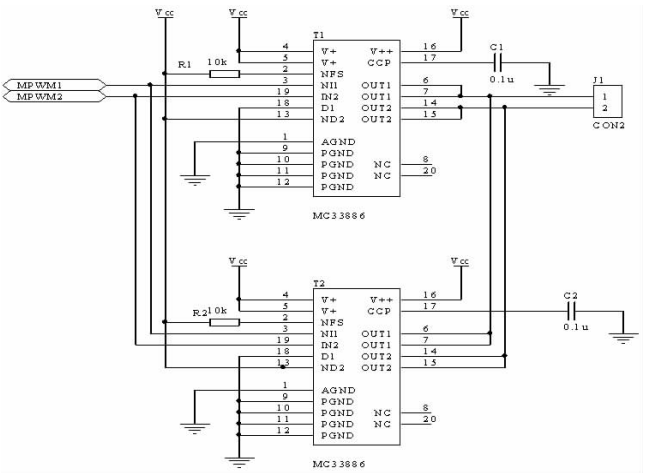 Vcc Vcc Vcc
T1
R1 10k
4 V+ V++ 16
5 V+ CCP 17
2 NFS
3 NI1 OUT1 6
19 IN2 OUT1 7
18 D1 OUT2 14
13 ND2 OUT2 15
1 AGND
9 PGND
10 PGND NC 8
11 PGND NC 20
12 PGND
MC33886
C1
0.1u
J1
1
2
CON2
MPWM1
MPWM2
Vcc Vcc
T2
R2 10k
4 V+ V++ 16
5 V+ CCP 17
2 NFS
3 NI1 OUT1 6
19 IN2 OUT1 7
18 D1 OUT2 14
13 ND2 OUT2 15
1 AGND
9 PGND
10 PGND NC 8
11 PGND NC 20
12 PGND
MC33886
C2
0.1u